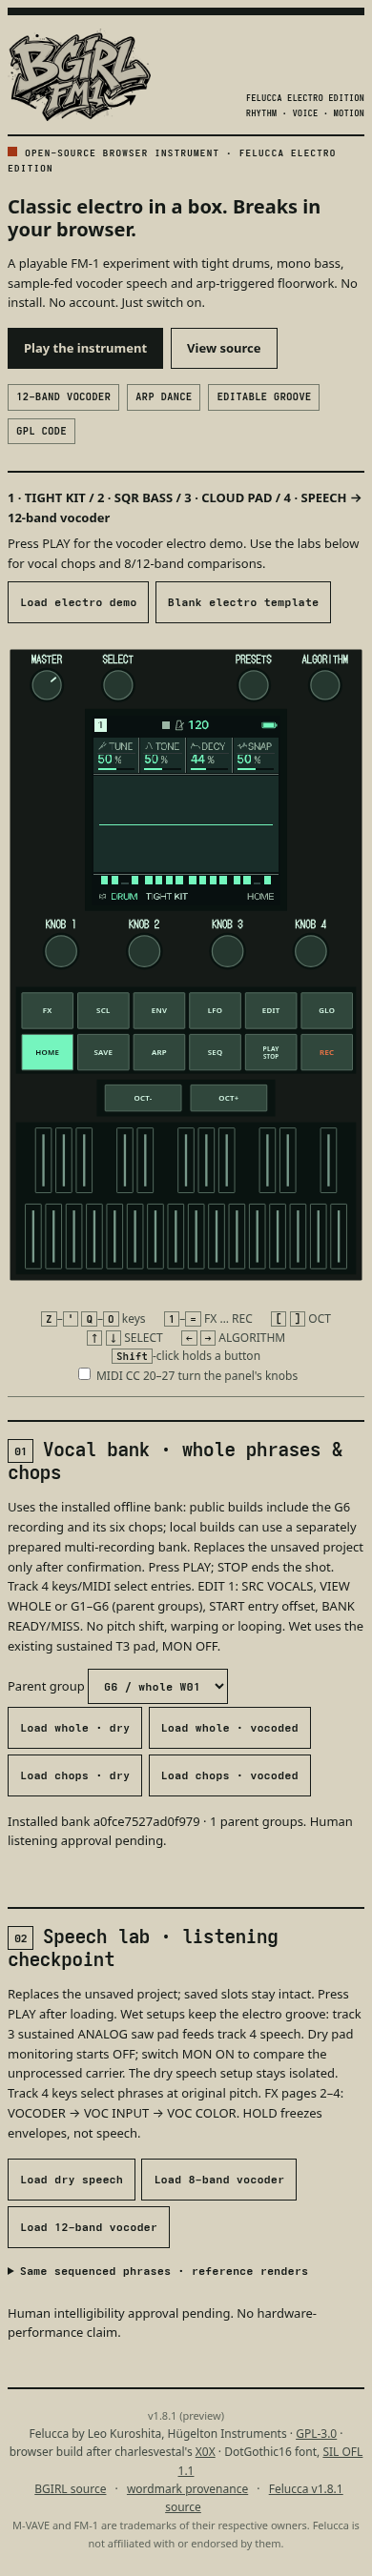 BGIRL
FM1
FELUCCA ELECTRO EDITION
RHYTHM · VOICE · MOTION
OPEN-SOURCE BROWSER INSTRUMENT · FELUCCA ELECTRO
EDITION
Classic electro in a box. Breaks in
your browser.
A playable FM-1 experiment with tight drums, mono bass,
sample-fed vocoder speech and arp-triggered floorwork. No
install. No account. Just switch on.
Play the instrument
View source
12-BAND VOCODER
ARP DANCE
EDITABLE GROOVE
GPL CODE
1 · TIGHT KIT / 2 · SQR BASS / 3 · CLOUD PAD / 4 · SPEECH →
12-band vocoder
Press PLAY for the vocoder electro demo. Use the labs below
for vocal chops and 8/12-band comparisons.
Load electro demo
Blank electro template
MASTER SELECT PRESETS ALGORITHM
1 120
TUNE TONE DECY SNAP
50 % 50 % 44 % 50 %
DRUM TIGHT KIT HOME
KNOB 1 KNOB 2 KNOB 3 KNOB 4
FX SCL ENV LFO EDIT GLO
HOME SAVE ARP SEQ PLAY STOP REC
OCT- OCT+
Z – ' Q – O keys 1 – = FX … REC [ ] OCT
↑ ↓ SELECT ← → ALGORITHM
Shift-click holds a button
MIDI CC 20–27 turn the panel's knobs
01 Vocal bank · whole phrases &
chops
Uses the installed offline bank: public builds include the G6
recording and its six chops; local builds can use a separately
prepared multi-recording bank. Replaces the unsaved project
only after confirmation. Press PLAY; STOP ends the shot.
Track 4 keys/MIDI select entries. EDIT 1: SRC VOCALS, VIEW
WHOLE or G1–G6 (parent groups), START entry offset, BANK
READY/MISS. No pitch shift, warping or looping. Wet uses the
existing sustained T3 pad, MON OFF.
Parent group G6 / whole W01
Load whole · dry
Load whole · vocoded
Load chops · dry
Load chops · vocoded
Installed bank a0fce7527ad0f979 · 1 parent groups. Human
listening approval pending.
02 Speech lab · listening
checkpoint
Replaces the unsaved project; saved slots stay intact. Press
PLAY after loading. Wet setups keep the electro groove: track
3 sustained ANALOG saw pad feeds track 4 speech. Dry pad
monitoring starts OFF; switch MON ON to compare the
unprocessed carrier. The dry speech setup stays isolated.
Track 4 keys select phrases at original pitch. FX pages 2–4:
VOCODER → VOC INPUT → VOC COLOR. HOLD freezes
envelopes, not speech.
Load dry speech
Load 8-band vocoder
Load 12-band vocoder
Same sequenced phrases · reference renders
Human intelligibility approval pending. No hardware-
performance claim.
v1.8.1 (preview)
Felucca by Leo Kuroshita, Hügelton Instruments · GPL-3.0 ·
browser build after charlesvestal's X0X · DotGothic16 font, SIL OFL
1.1
BGIRL source · wordmark provenance · Felucca v1.8.1
source
M-VAVE and FM-1 are trademarks of their respective owners. Felucca is
not affiliated with or endorsed by them.